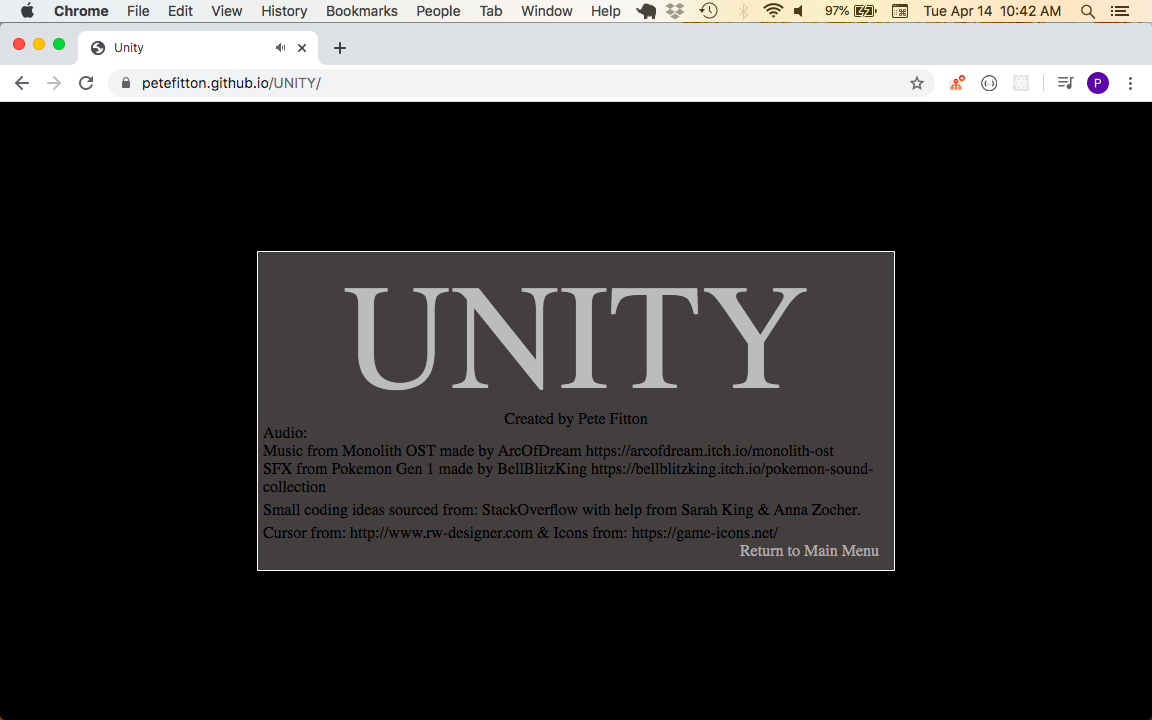 Chrome File Edit View History Bookmarks People Tab Window Help 97% Tue Apr 14 10:42 AM
Unity
petefitton.github.io/UNITY/
P
UNITY
Created by Pete Fitton
Audio:
Music from Monolith OST made by ArcOfDream https://arcofdream.itch.io/monolith-ost
SFX from Pokemon Gen 1 made by BellBlitzKing https://bellblitzking.itch.io/pokemon-sound-
collection
Small coding ideas sourced from: StackOverflow with help from Sarah King & Anna Zocher.
Cursor from: http://www.rw-designer.com & Icons from: https://game-icons.net/
Return to Main Menu